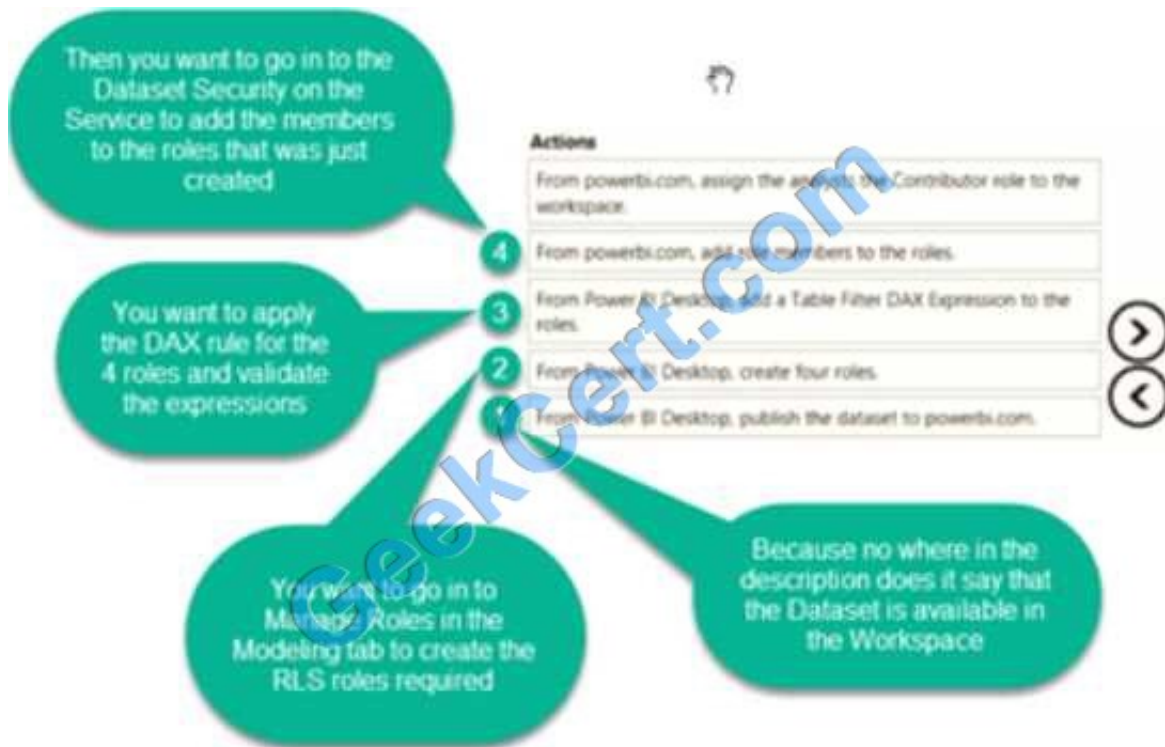 Then you want to go in to the
Dataset Security on the
Service to add the members
to the roles that was just
created
Actions
From powerbi.com, assign the analysts the Contributor role to the
workspace.
4
From powerbi.com, add role members to the roles.
You want to apply
the DAX rule for the
4 roles and validate
the expressions
3
From Power BI Desktop, add a Table Filter DAX Expression to the
roles.
2
From Power BI Desktop, create four roles.
1
From Power BI Desktop, publish the dataset to powerbi.com.
You want to go in to
Manage Roles in the
Modeling tab to create the
RLS roles required
Because no where in the
description does it say that
the Dataset is available in
the Workspace
GeekCert.com